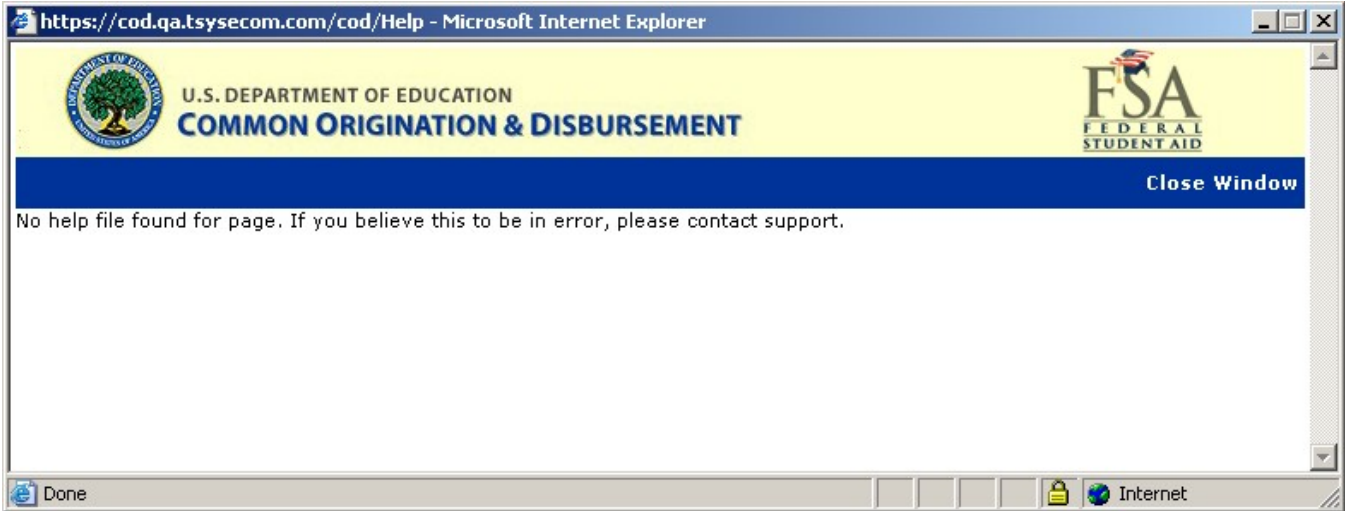 https://cod.qa.tsysecom.com/cod/Help - Microsoft Internet Explorer
U.S. DEPARTMENT OF EDUCATION
COMMON ORIGINATION & DISBURSEMENT
FSA
FEDERAL
STUDENT AID
Close Window
No help file found for page. If you believe this to be in error, please contact support.
Done
Internet